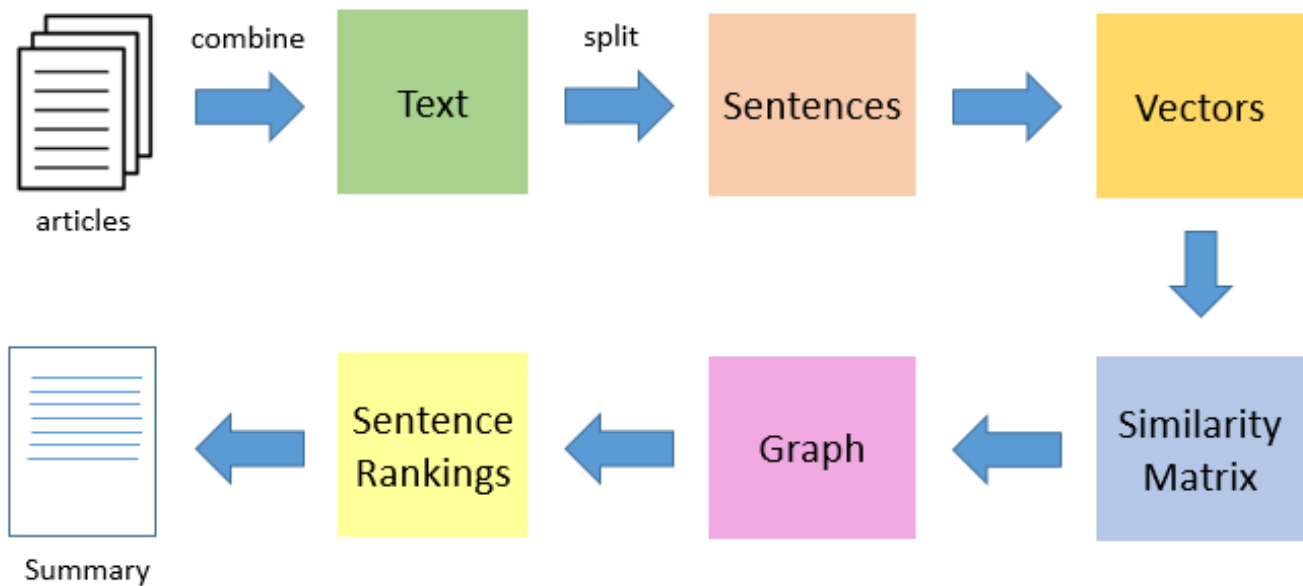 combine
split
Text
Sentences
Vectors
articles
Similarity
Matrix
Graph
Sentence
Rankings
Summary